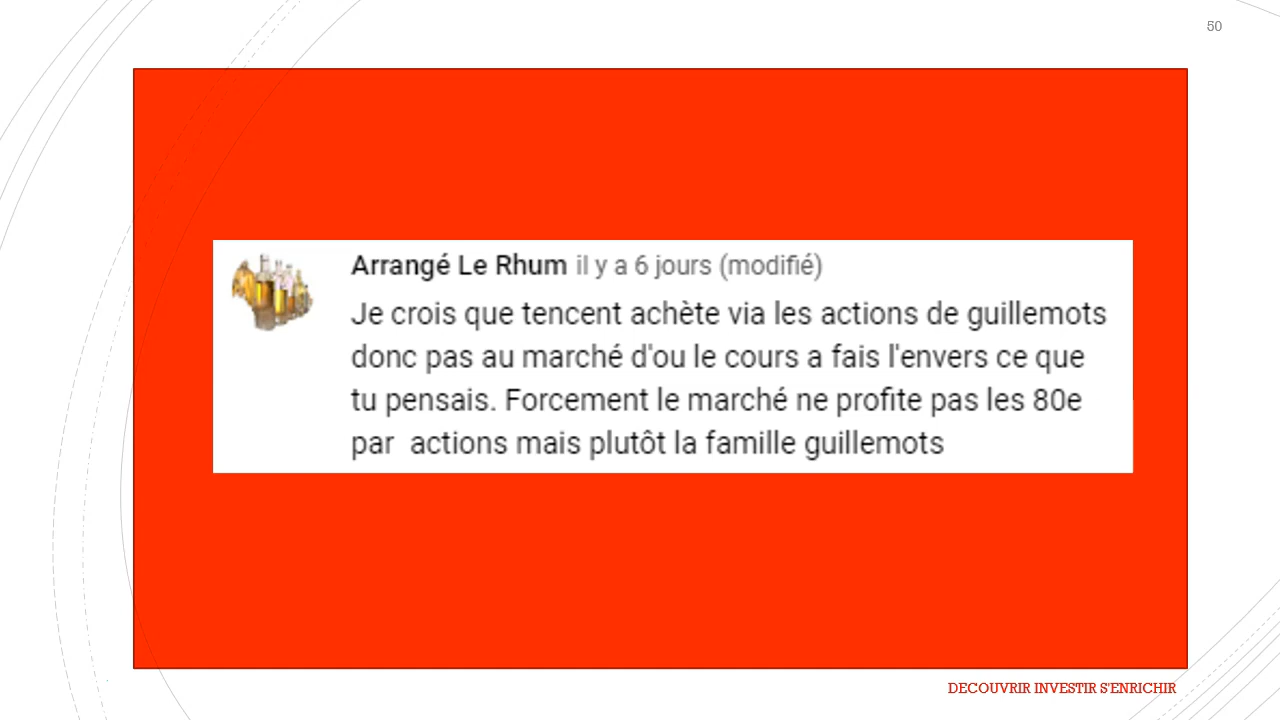 50
Arrangé Le Rhum il y a 6 jours (modifié)
Je crois que tencent achète via les actions de guillemots
donc pas au marché d'ou le cours a fais l'envers ce que
tu pensais. Forcement le marché ne profite pas les 80e
par  actions mais plutôt la famille guillemots
DECOUVRIR INVESTIR S'ENRICHIR